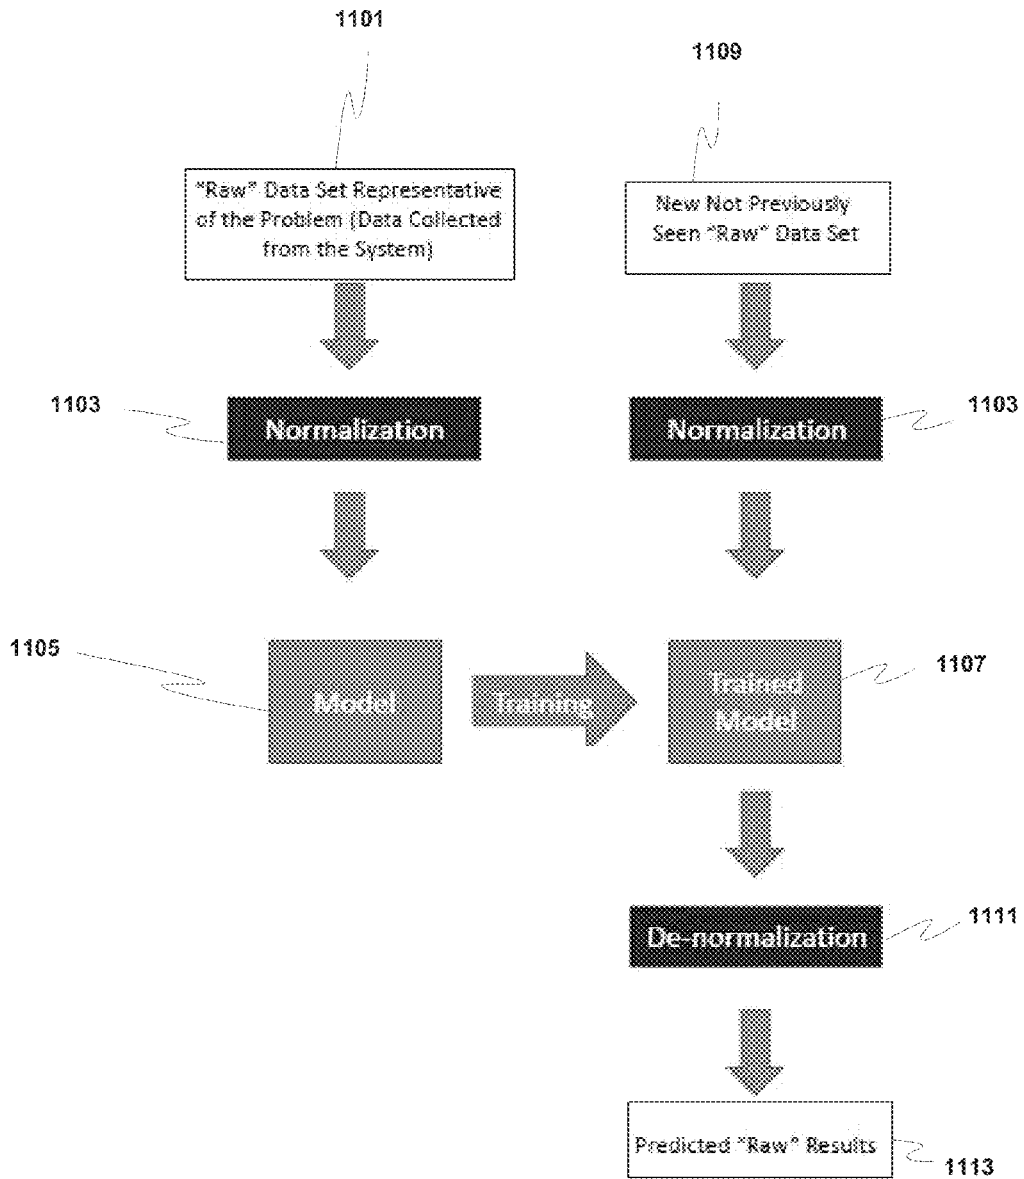 1101
1109
"Raw" Data Set Representative
of the Problem (Data Collected
from the System)
New Not Previously
Seen "Raw" Data Set
1103
Normalization
Normalization
1103
1105
Model
Training
Trained
Model
1107
De-normalization
1111
Predicted "Raw" Results
1113